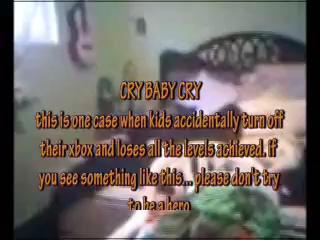 CRY BABY CRY
this is one case when kids accidentally turn off
their xbox and loses all the levels achieved. if
you see something like this... please don't try
to be a hero